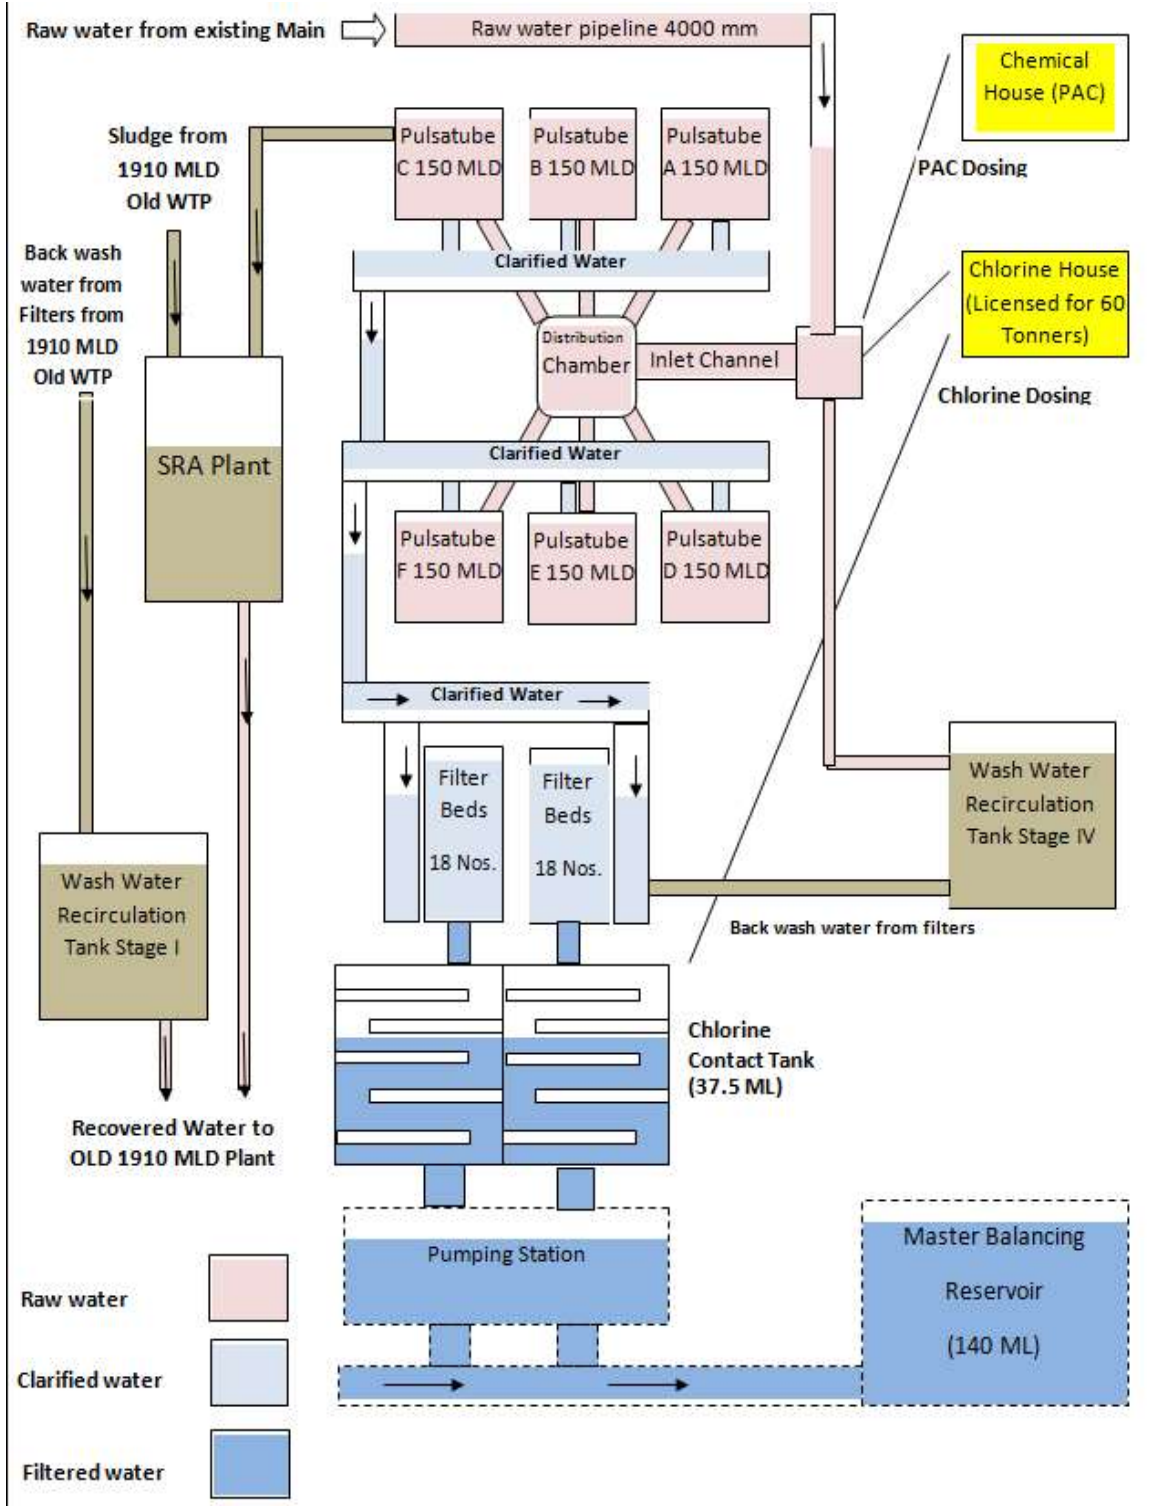 Raw water from existing Main
Raw water pipeline 4000 mm
Chemical
House (PAC)
PAC Dosing
Sludge from
1910 MLD
Old WTP
Pulsatube
C 150 MLD
Pulsatube
B 150 MLD
Pulsatube
A 150 MLD
Back wash
water from
Filters from
1910 MLD
Old WTP
Clarified Water
Chlorine House
(Licensed for 60
Tonners)
Chlorine Dosing
Distribution
Chamber
Inlet Channel
SRA Plant
Clarified Water
Pulsatube
F 150 MLD
Pulsatube
E 150 MLD
Pulsatube
D 150 MLD
Clarified Water
Filter
Beds
18 Nos.
Filter
Beds
18 Nos.
Wash Water
Recirculation
Tank Stage IV
Wash Water
Recirculation
Tank Stage I
Back wash water from filters
Chlorine
Contact Tank
(37.5 ML)
Recovered Water to
OLD 1910 MLD Plant
Pumping Station
Master Balancing
Reservoir
(140 ML)
Raw water
Clarified water
Filtered water